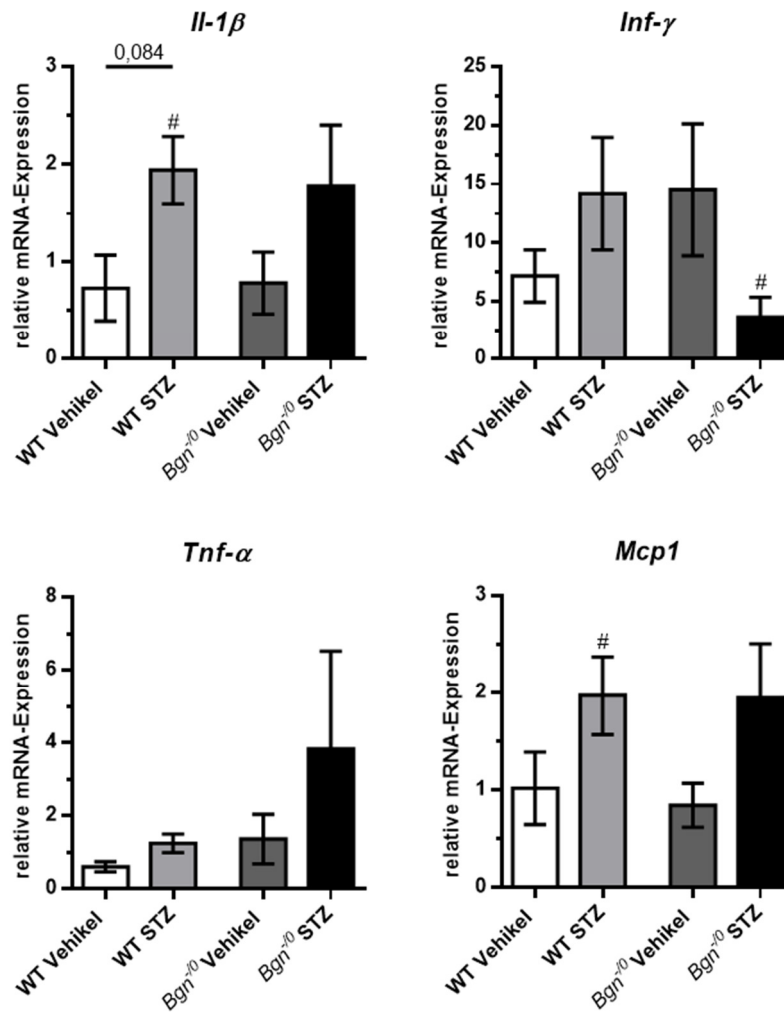 Il-1β
relative mRNA-Expression
0,084
#
3
2
1
0
WT Vehikel
WT STZ
Bgn-/0 Vehikel
Bgn-/0 STZ
Inf-γ
relative mRNA-Expression
#
25
20
15
10
5
0
WT Vehikel
WT STZ
Bgn-/0 Vehikel
Bgn-/0 STZ
Tnf-α
relative mRNA-Expression
8
6
4
2
0
WT Vehikel
WT STZ
Bgn-/0 Vehikel
Bgn-/0 STZ
Mcp1
relative mRNA-Expression
#
3
2
1
0
WT Vehikel
WT STZ
Bgn-/0 Vehikel
Bgn-/0 STZ